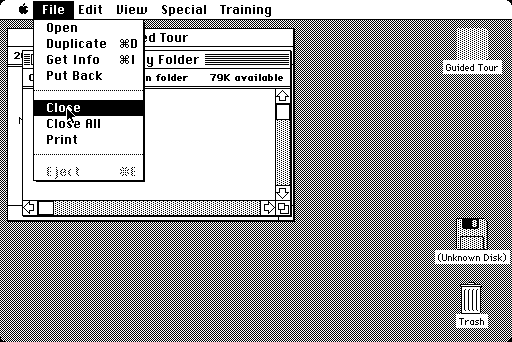 File Edit View Special Training
Open
Duplicate ⌘D
Get Info ⌘I
Put Back
Close
Close All
Print
Eject ⌘E
ed Tour
y Folder
n folder 79K available
Guided Tour
(Unknown Disk)
Trash